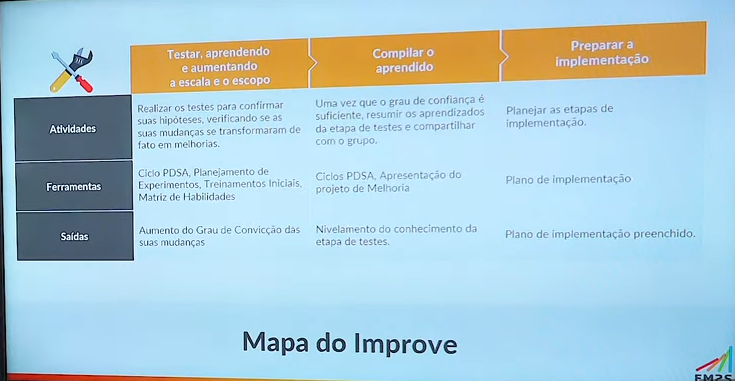 Testar, aprendendo
e aumentando
a escala e o escopo
Compilar o
aprendido
Preparar a
implementação
Atividades
Realizar os testes para confirmar
suas hipóteses, verificando se as
suas mudanças se transformaram de
fato em melhorias.
Uma vez que o grau de confiança é
suficiente, resumir os aprendizados
da etapa de testes e compartilhar
com o grupo.
Planejar as etapas de
implementação.
Ferramentas
Ciclo PDSA, Planejamento de
Experimentos, Treinamentos Iniciais,
Matriz de Habilidades
Ciclos PDSA, Apresentação do
projeto de Melhoria
Plano de implementação
Saídas
Aumento do Grau de Convicção das
suas mudanças
Nivelamento do conhecimento da
etapa de testes.
Plano de implementação preenchido.
Mapa do Improve
FM2S